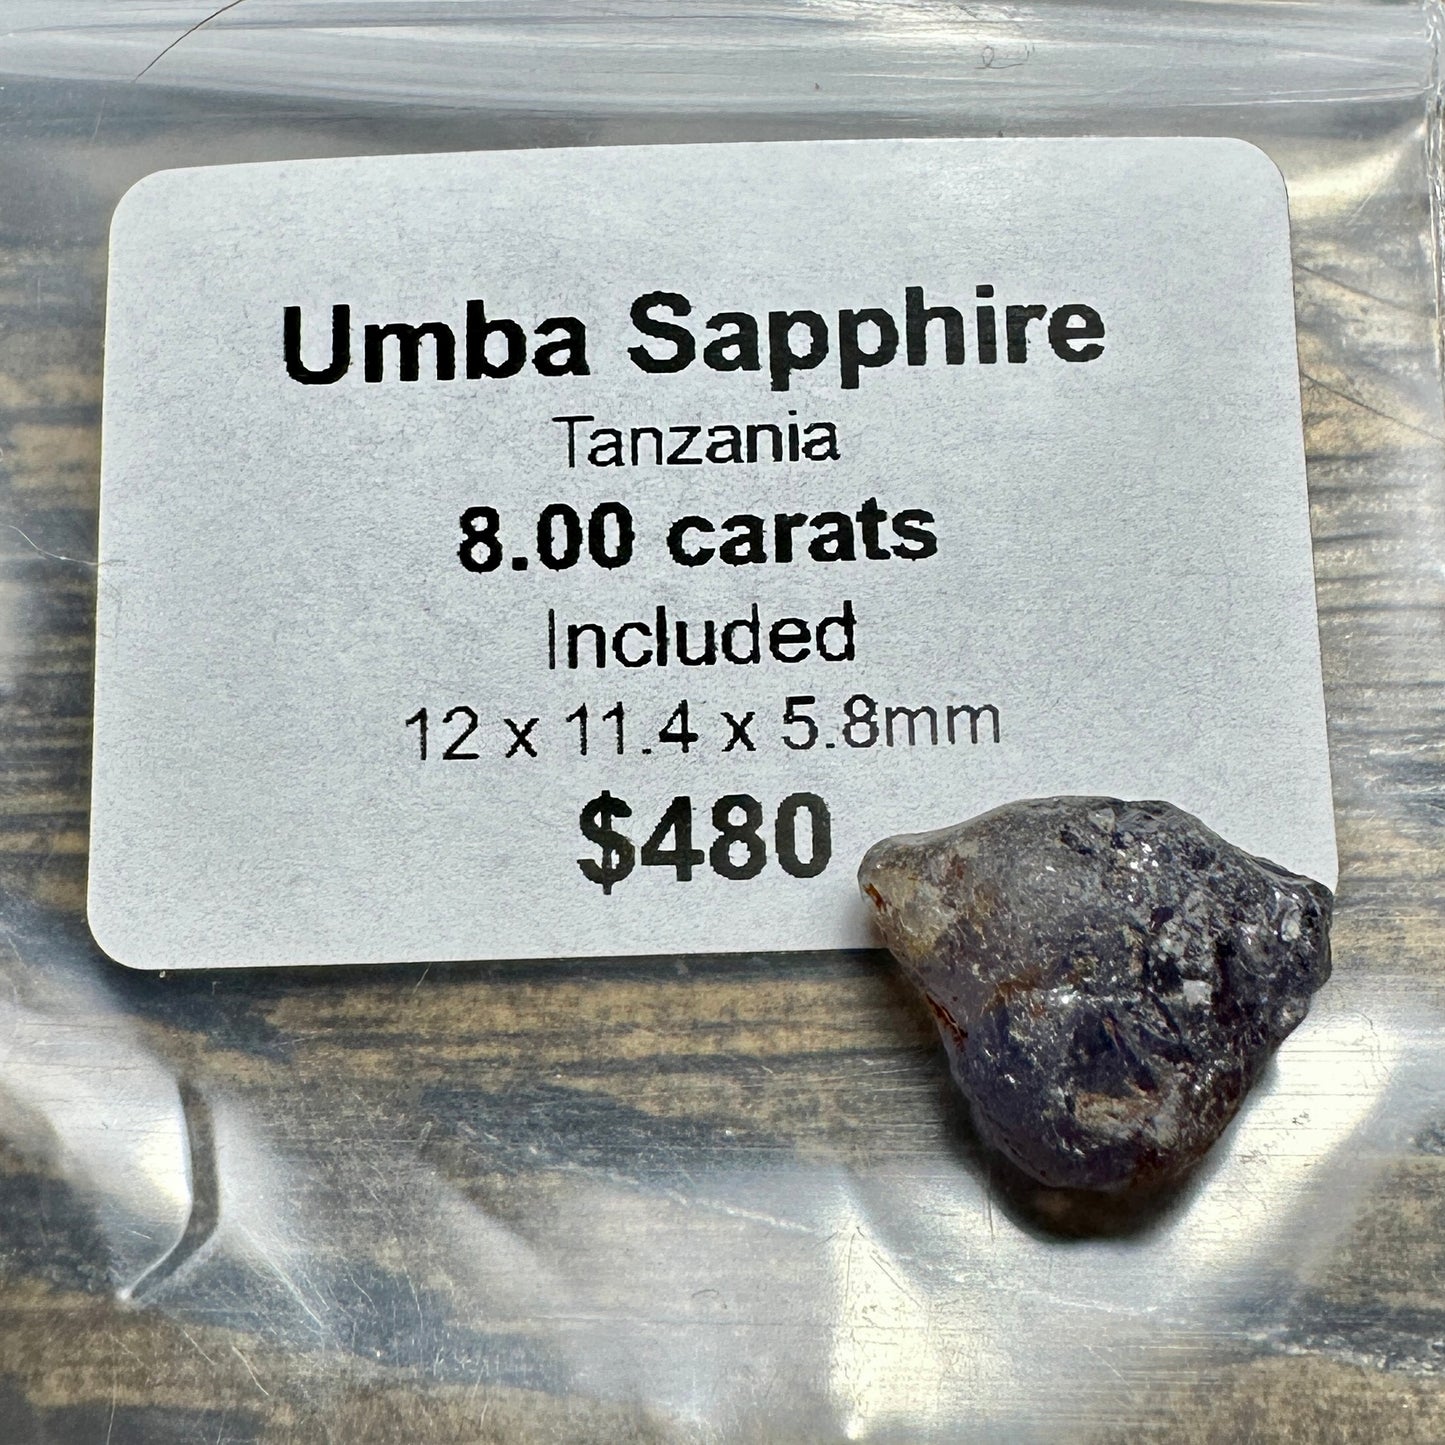 Umba Sapphire
Tanzania
8.00 carats
Included
12 x 11.4 x 5.8mm
$480